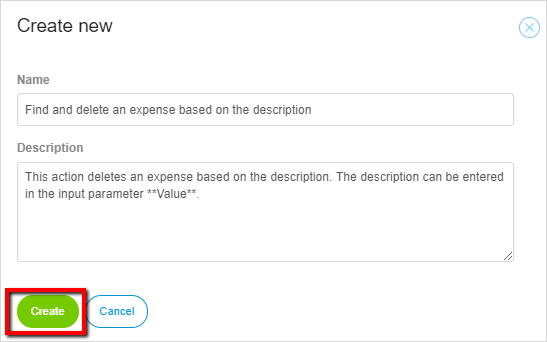 Create new
Name
Find and delete an expense based on the description
Description
This action deletes an expense based on the description. The description can be entered
in the input parameter **Value**.
Create
Cancel